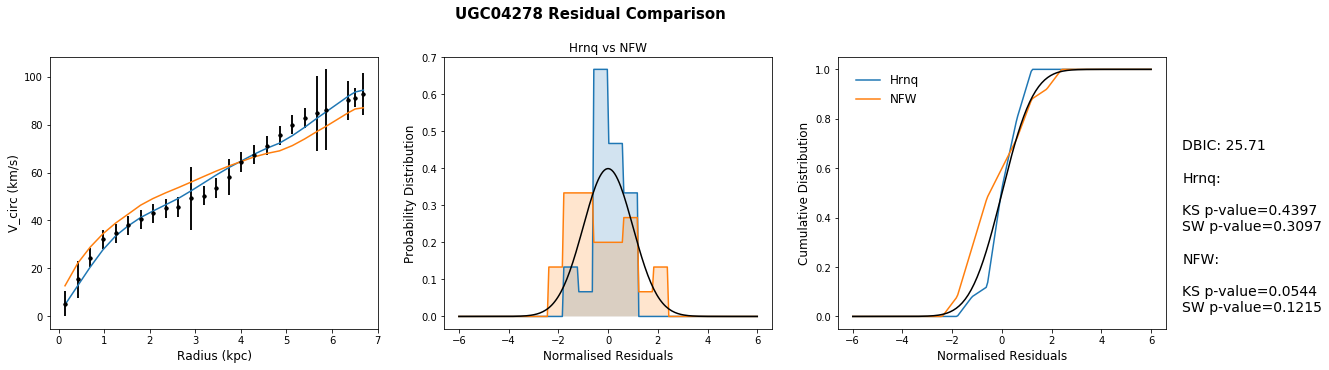 UGC04278 Residual Comparison
V_circ (km/s)
100
80
60
40
20
0
0 1 2 3 4 5 6 7
Radius (kpc)
Hrnq vs NFW
Probability Distribution
0.7
0.6
0.5
0.4
0.3
0.2
0.1
0.0
−6 −4 −2 0 2 4 6
Normalised Residuals
Cumulative Distribution
1.0
0.8
0.6
0.4
0.2
0.0
Hrnq
NFW
−6 −4 −2 0 2 4 6
Normalised Residuals
DBIC: 25.71
Hrnq:
KS p-value=0.4397
SW p-value=0.3097
NFW:
KS p-value=0.0544
SW p-value=0.1215